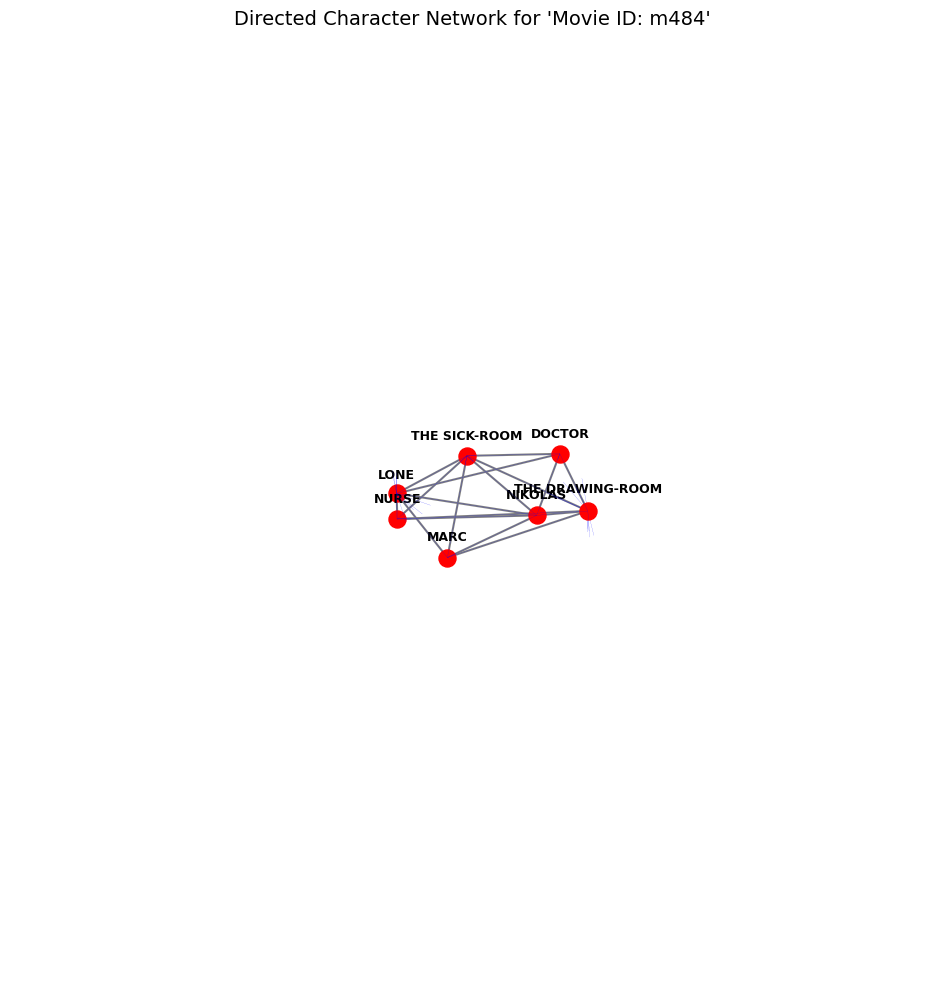 Directed Character Network for 'Movie ID: m484'
THE SICK-ROOM
DOCTOR
LONE
THE DRAWING-ROOM
NIKOLAS
NURSE
MARC